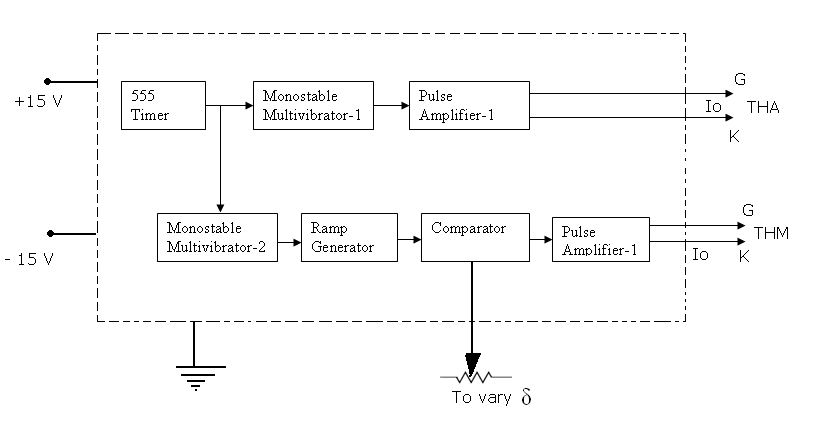 +15 V
555
Timer
Monostable
Multivibrator-1
Pulse
Amplifier-1
G
Io
THA
K
- 15 V
Monostable
Multivibrator-2
Ramp
Generator
Comparator
Pulse
Amplifier-1
G
THM
Io
K
To vary δ